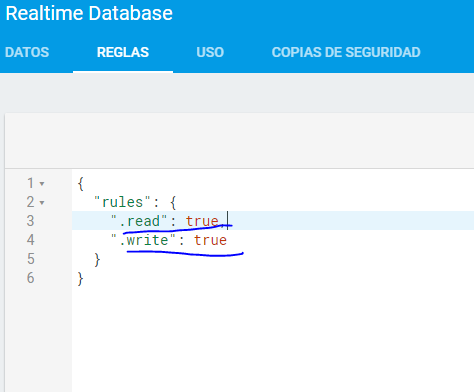 Realtime Database
DATOS REGLAS USO COPIAS DE SEGURIDAD
1 {
2 "rules": {
3 ".read": true,
4 ".write": true
5 }
6 }